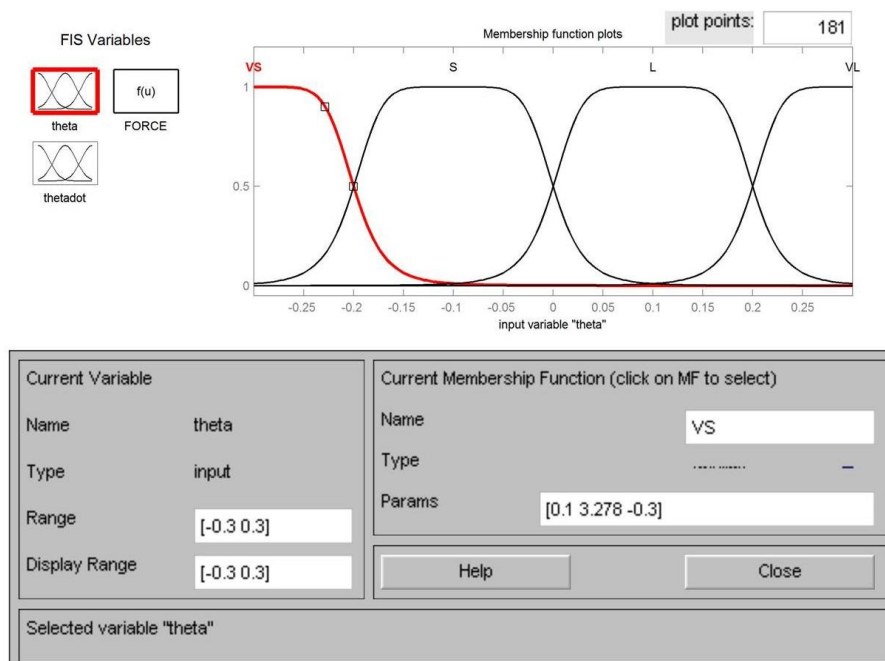 FIS Variables
f(u)
theta
FORCE
thetadot
Membership function plots
plot points:
181
VS
S
L
VL
1
0.5
0
-0.25
-0.2
-0.15
-0.1
-0.05
0
0.05
0.1
0.15
0.2
0.25
input variable "theta"
Current Variable
Name theta
Type input
Range [-0.3 0.3]
Display Range [-0.3 0.3]
Current Membership Function (click on MF to select)
Name VS
Type
Params [0.1 3.278 -0.3]
Help
Close
Selected variable "theta"